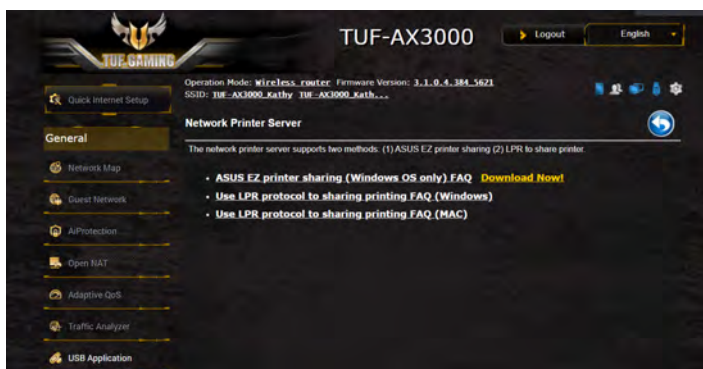 TUF GAMING
TUF-AX3000
Logout
English
Operation Mode: Wireless router Firmware Version: 3.1.0.4.384_5621
SSID: TUF-AX3000_Kathy TUF-AX3000_Kath...
Quick Internet Setup
General
Network Map
Guest Network
AiProtection
Open NAT
Adaptive QoS
Traffic Analyzer
USB Application
Network Printer Server
The network printer server supports two methods: (1) ASUS EZ printer sharing (2) LPR to share printer.
• ASUS EZ printer sharing (Windows OS only) FAQ Download Now!
• Use LPR protocol to sharing printing FAQ (Windows)
• Use LPR protocol to sharing printing FAQ (MAC)